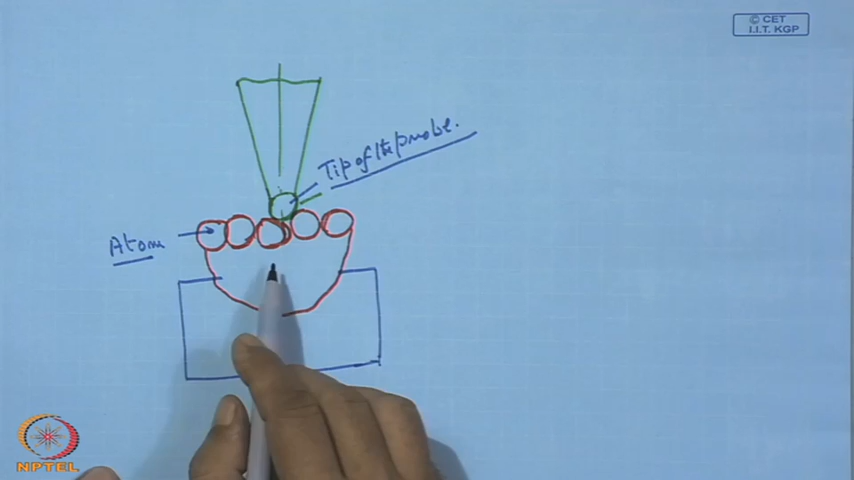 © CET
I.I.T. KGP
Tip of the probe.
Atom
NPTEL